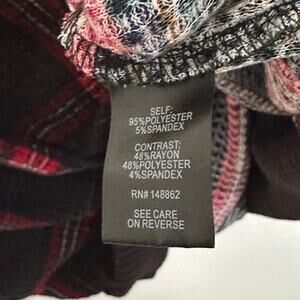 SELF:
95%POLYESTER
5%SPANDEX
CONTRAST:
48%RAYON
48%POLYESTER
4%SPANDEX
RN# 148862
SEE CARE
ON REVERSE